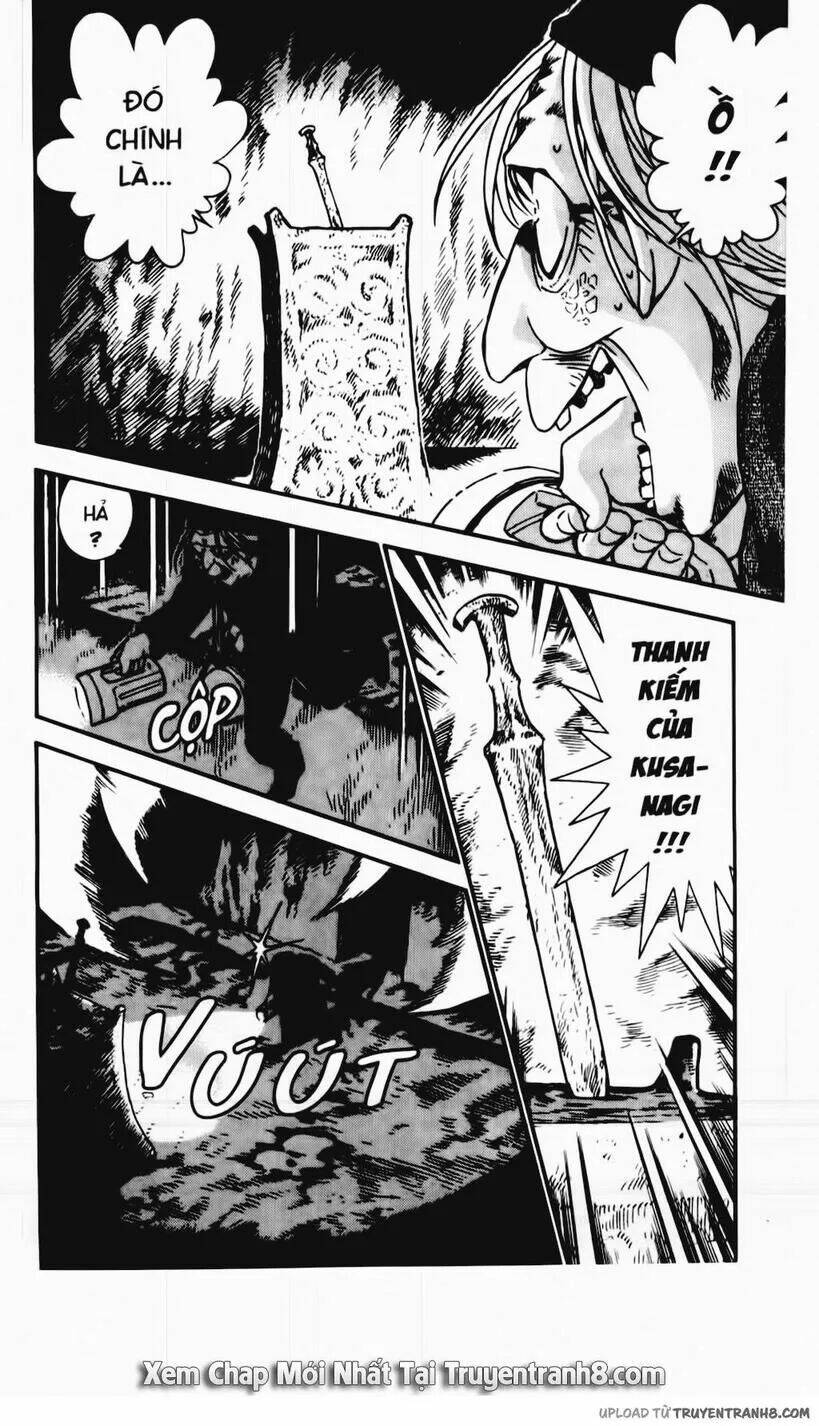 Ồ
!!
ĐÓ
CHÍNH
LÀ...
THANH
KIẾM
CỦA
KUSA-
NAGI
!!!
HẢ
?
CỘP
VÚÚT
Xem Chap Mới Nhất Tại Truyentranh8.com
UPLOAD TỪ TRUYENTRANH8.COM